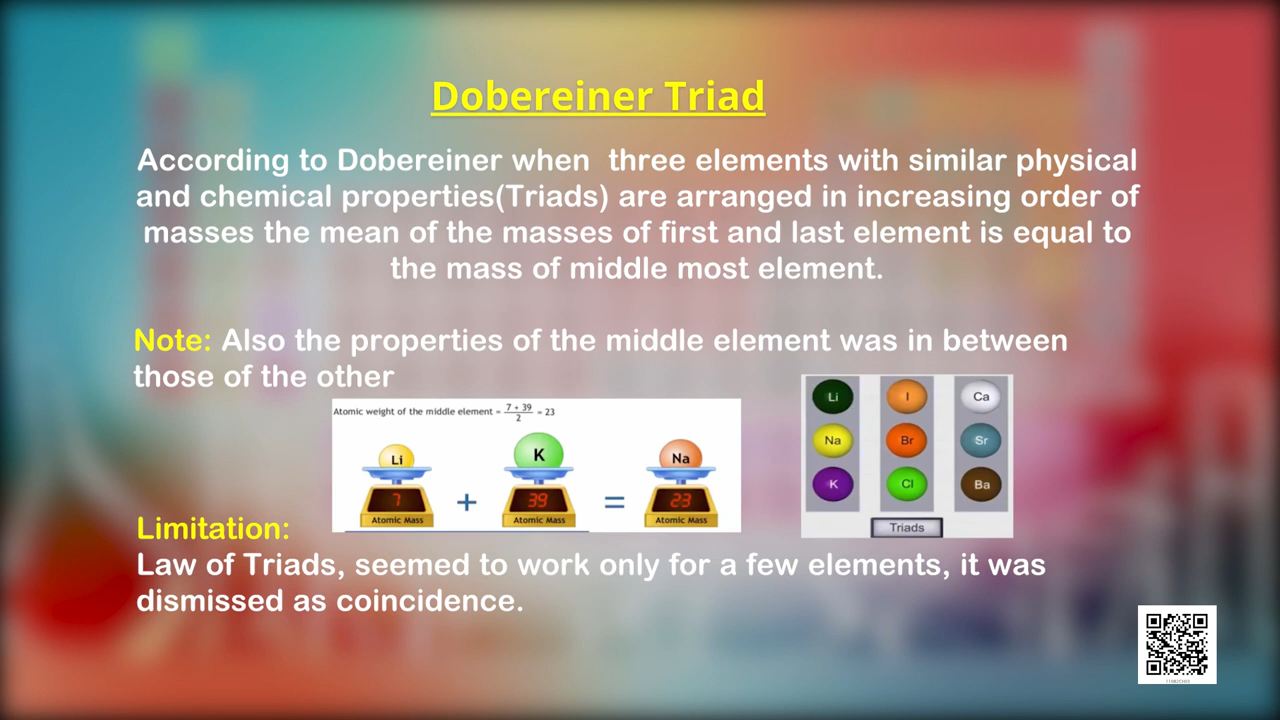 Dobereiner Triad
According to Dobereiner when three elements with similar physical
and chemical properties(Triads) are arranged in increasing order of
masses the mean of the masses of first and last element is equal to
the mass of middle most element.
Note: Also the properties of the middle element was in between
those of the other
Atomic weight of the middle element = 7 + 39 / 2 = 23
Li K Na
7 + 39 = 23
Atomic Mass Atomic Mass Atomic Mass
Li I Ca
Na Br Sr
K Cl Ba
Triads
Limitation:
Law of Triads, seemed to work only for a few elements, it was
dismissed as coincidence.